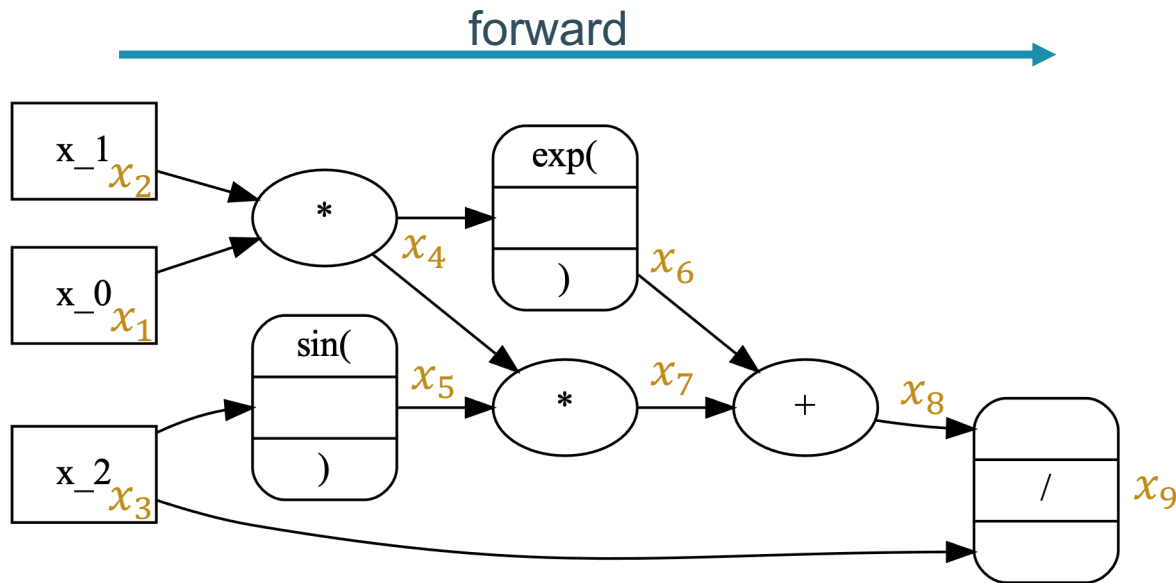 forward
x_1
x₂
x_0
x₁
x_2
x₃
*
x₄
exp(
)
x₆
sin(
)
x₅
*
x₇
+
x₈
/
x₉